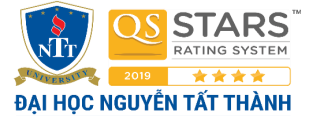 NTT
UNIVERSITY
QS STARS™
RATING SYSTEM
2019
ĐẠI HỌC NGUYỄN TẤT THÀNH